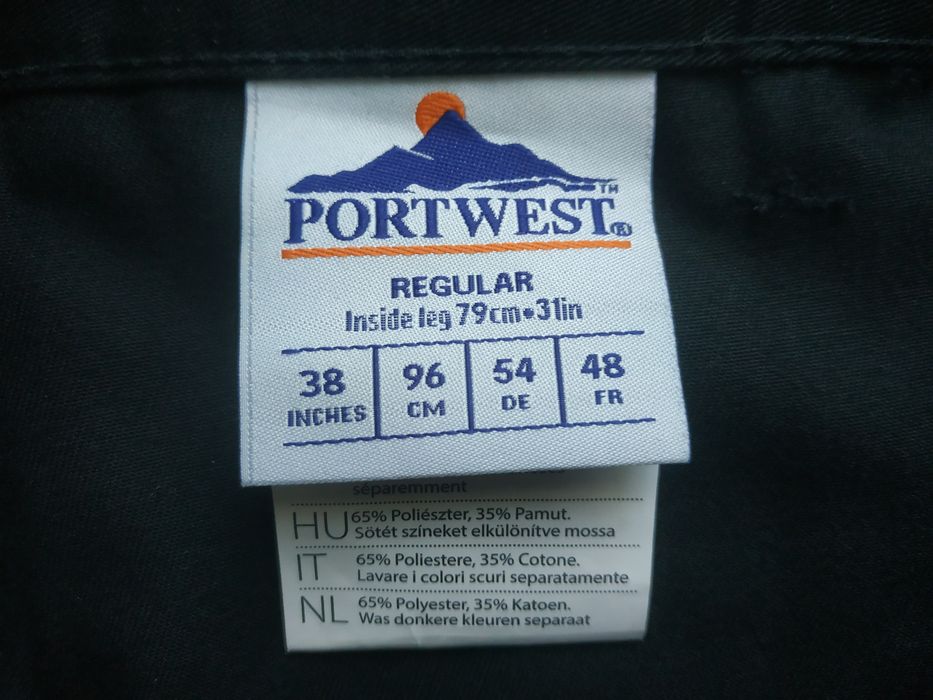 TM
PORTWEST®
REGULAR
Inside leg 79cm•31in
38 96 54 48
INCHES CM DE FR
séparemment
HU 65% Poliészter, 35% Pamut.
Sötét színeket elkülönítve mossa
IT 65% Poliestere, 35% Cotone.
Lavare i colori scuri separatamente
NL 65% Polyester, 35% Katoen.
Was donkere kleuren separaat